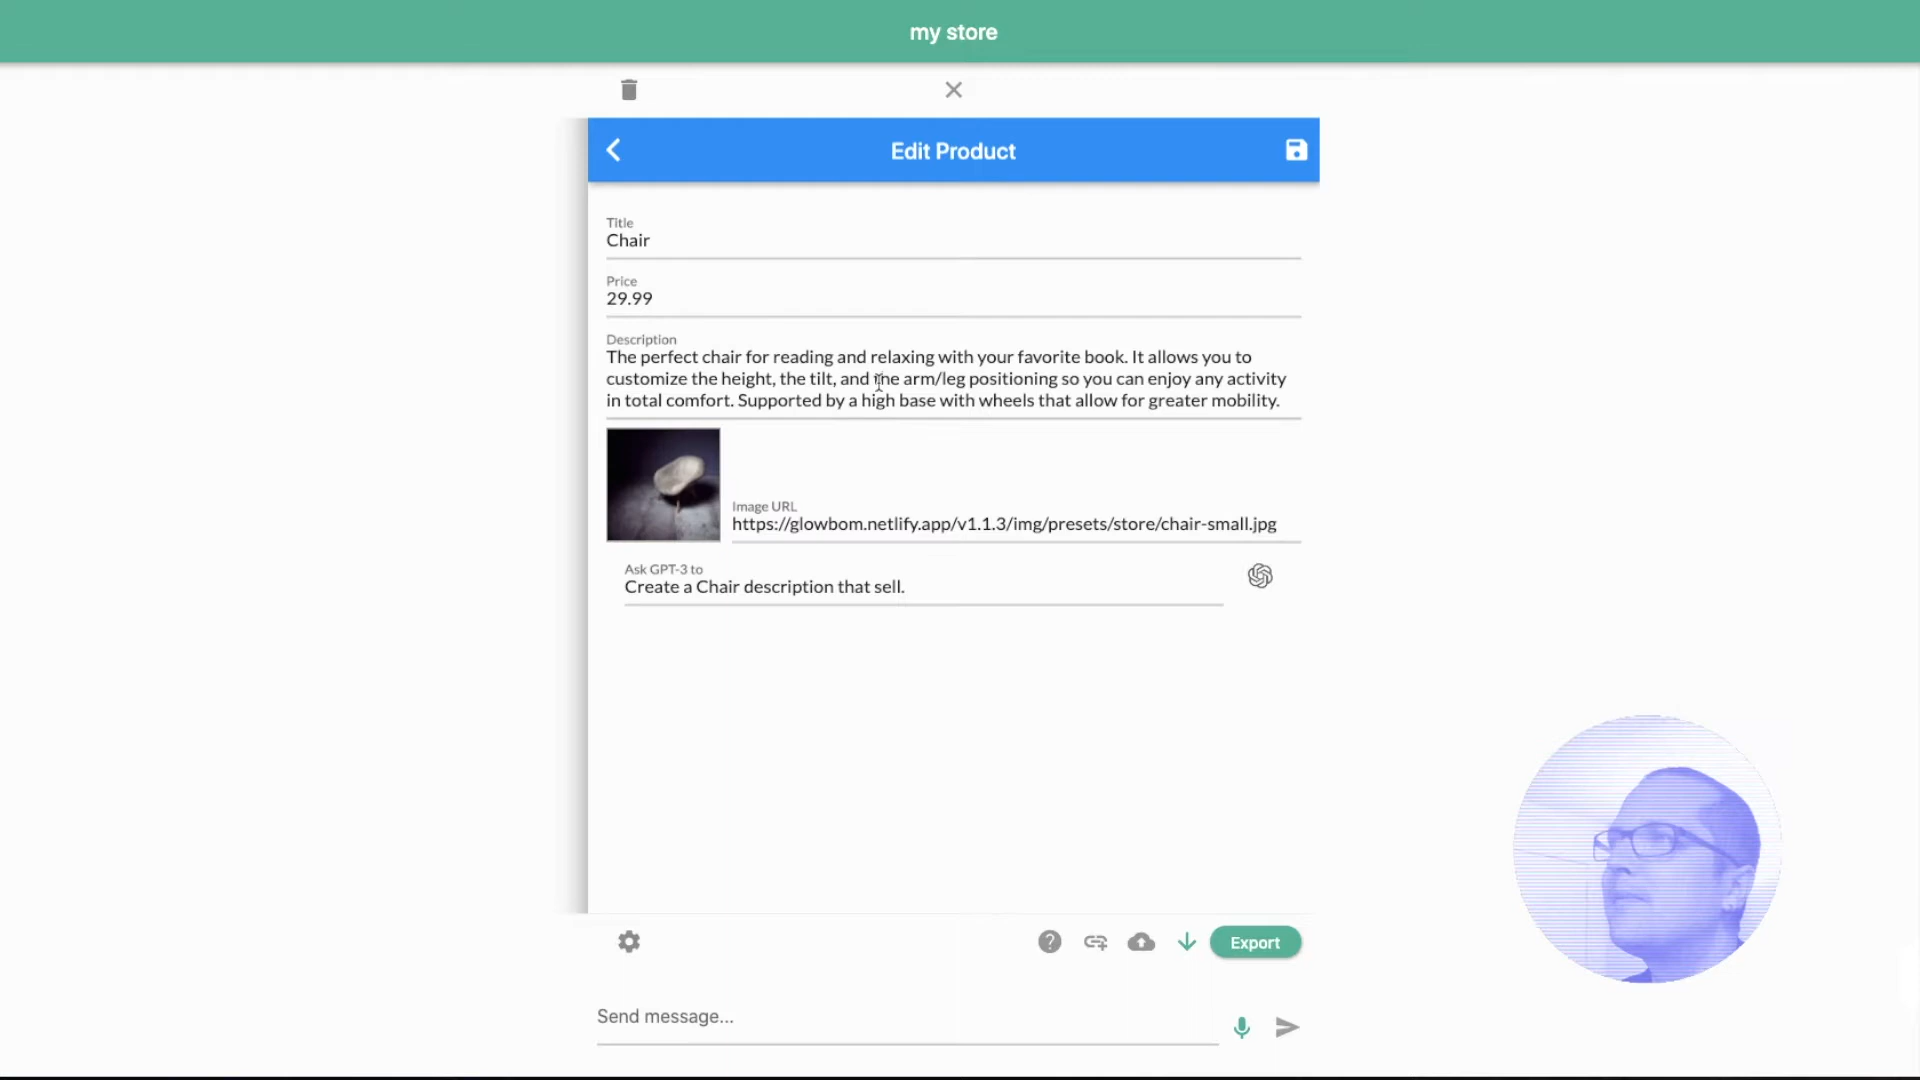 my store
Edit Product
Title
Chair
Price
29.99
Description
The perfect chair for reading and relaxing with your favorite book. It allows you to
customize the height, the tilt, and the arm/leg positioning so you can enjoy any activity
in total comfort. Supported by a high base with wheels that allow for greater mobility.
Image URL
https://glowbom.netlify.app/v1.1.3/img/presets/store/chair-small.jpg
Ask GPT-3 to
Create a Chair description that sell.
Export
Send message...